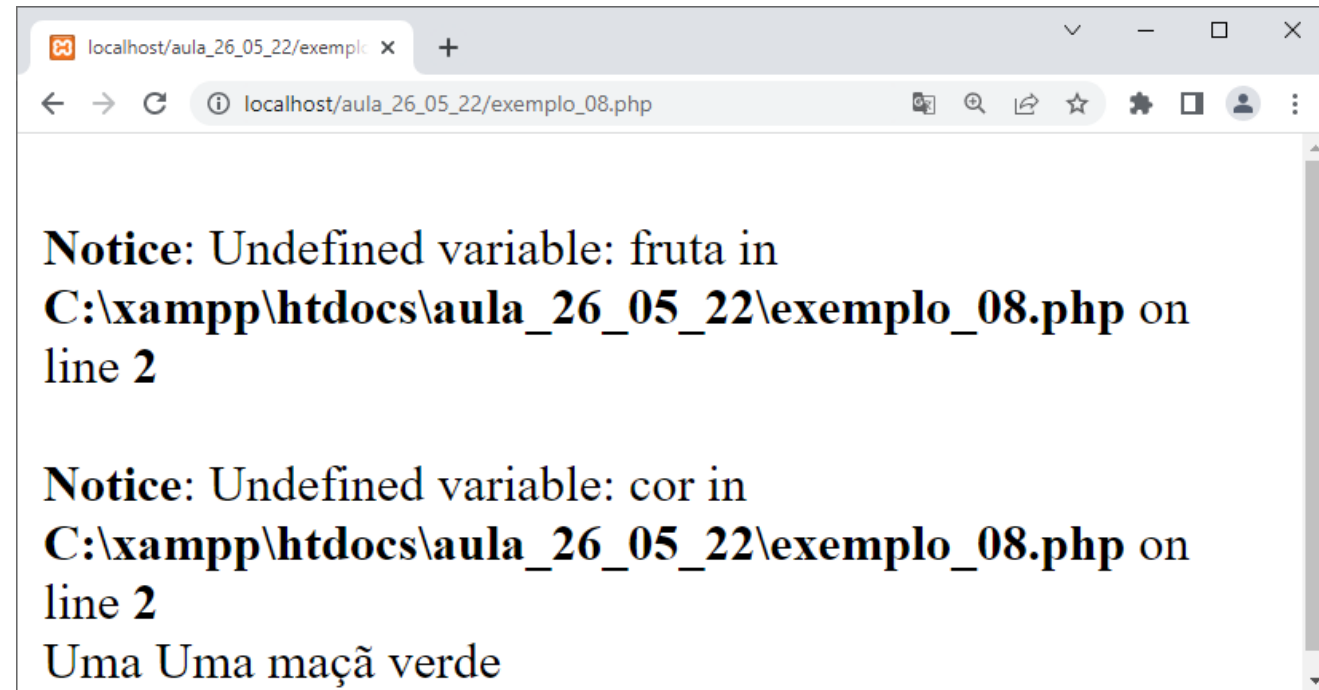 localhost/aula_26_05_22/exempl
localhost/aula_26_05_22/exemplo_08.php
Notice: Undefined variable: fruta in
C:\xampp\htdocs\aula_26_05_22\exemplo_08.php on
line 2
Notice: Undefined variable: cor in
C:\xampp\htdocs\aula_26_05_22\exemplo_08.php on
line 2
Uma Uma maçã verde